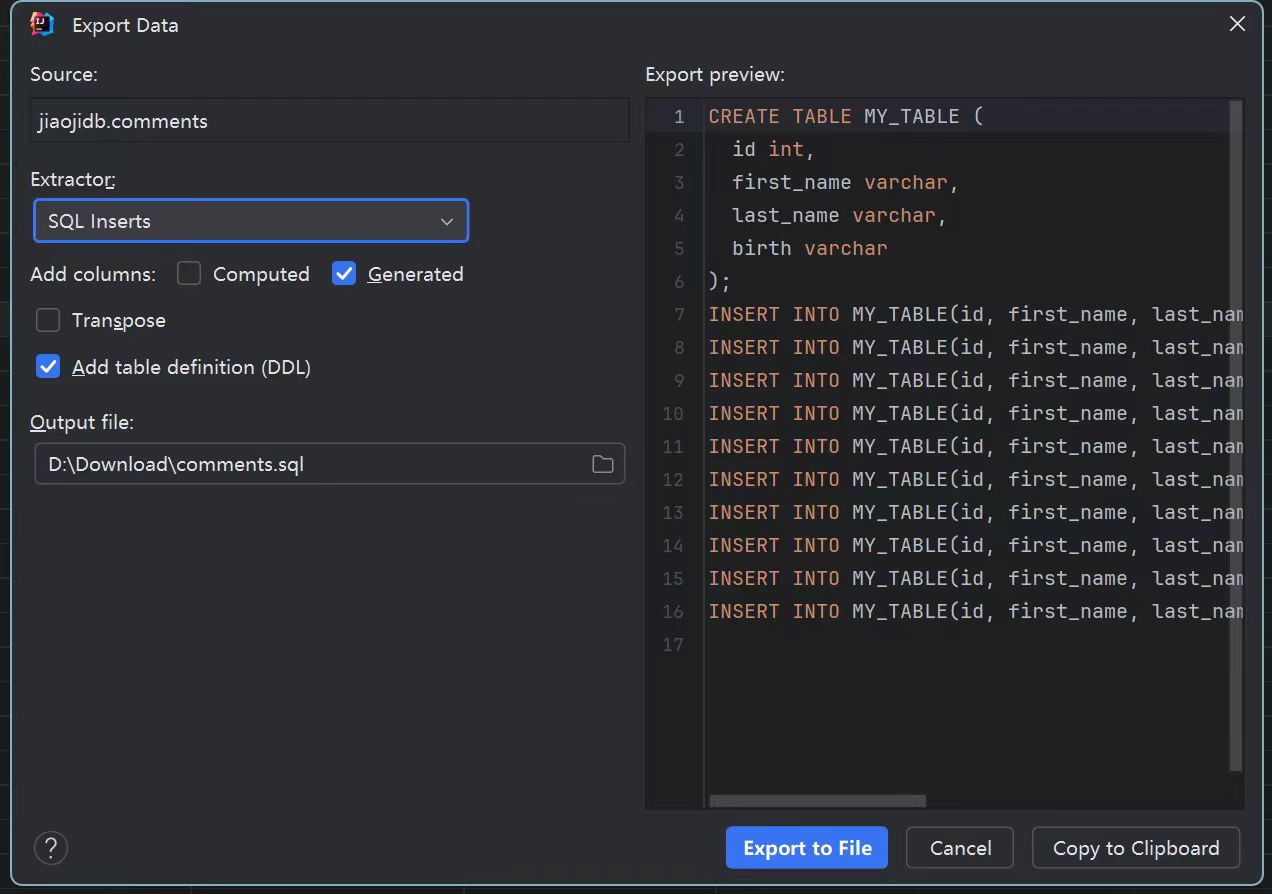 Export Data
Source:
jiaojidb.comments
Extractor:
SQL Inserts
Add columns: Computed Generated
Transpose
Add table definition (DDL)
Output file:
D:\Download\comments.sql
Export preview:
1 CREATE TABLE MY_TABLE (
2 id int,
3 first_name varchar,
4 last_name varchar,
5 birth varchar
6 );
7 INSERT INTO MY_TABLE(id, first_name, last_nam
8 INSERT INTO MY_TABLE(id, first_name, last_nam
9 INSERT INTO MY_TABLE(id, first_name, last_nam
10 INSERT INTO MY_TABLE(id, first_name, last_nam
11 INSERT INTO MY_TABLE(id, first_name, last_nam
12 INSERT INTO MY_TABLE(id, first_name, last_nam
13 INSERT INTO MY_TABLE(id, first_name, last_nam
14 INSERT INTO MY_TABLE(id, first_name, last_nam
15 INSERT INTO MY_TABLE(id, first_name, last_nam
16 INSERT INTO MY_TABLE(id, first_name, last_nam
17
? Export to File Cancel Copy to Clipboard